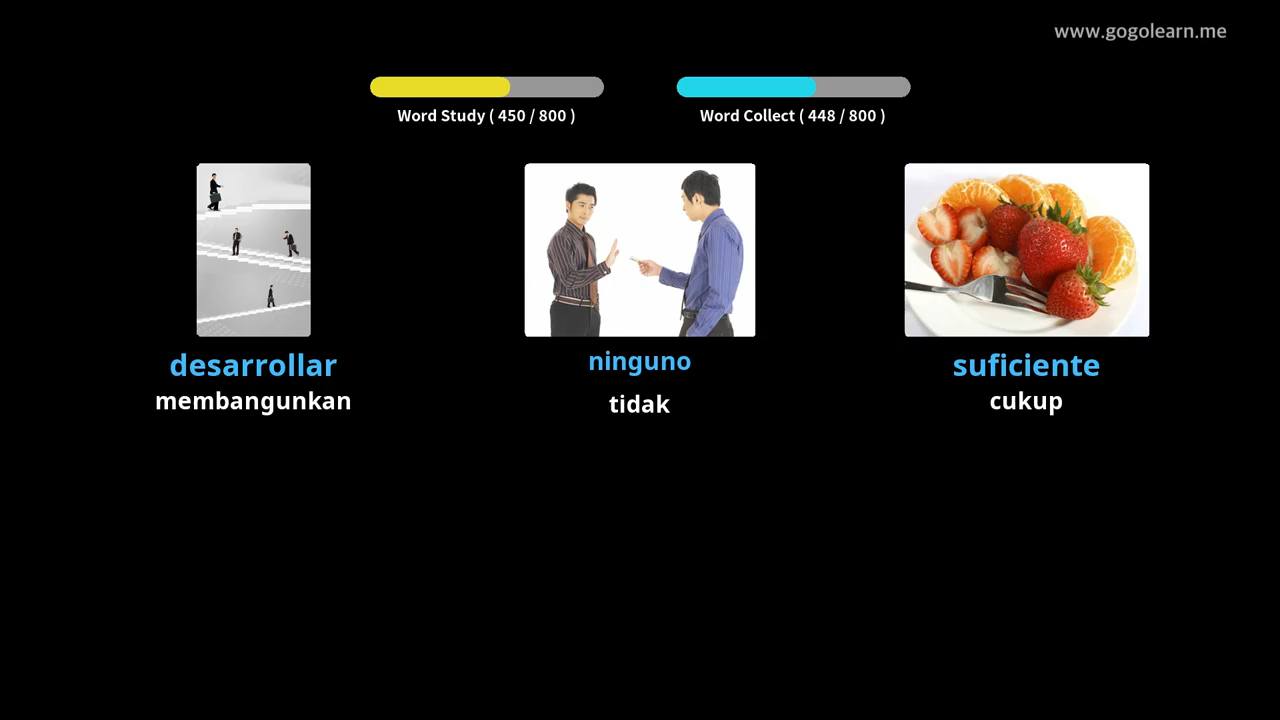 www.gogolearn.me
Word Study ( 450 / 800 )
Word Collect ( 448 / 800 )
desarrollar
membangunkan
ninguno
tidak
suficiente
cukup